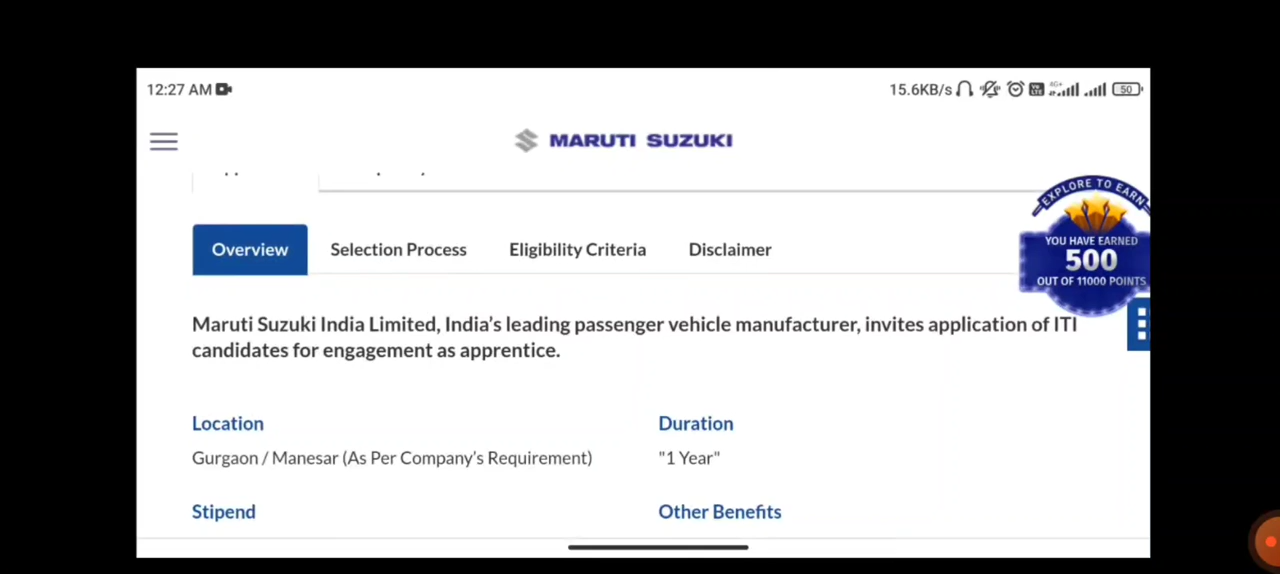 12:27 AM
15.6KB/s
4G+
50
MARUTI SUZUKI
EXPLORE TO EARN
YOU HAVE EARNED
500
OUT OF 11000 POINTS
Overview
Selection Process
Eligibility Criteria
Disclaimer
Maruti Suzuki India Limited, India's leading passenger vehicle manufacturer, invites application of ITI
candidates for engagement as apprentice.
Location
Duration
Gurgaon / Manesar (As Per Company's Requirement)
"1 Year"
Stipend
Other Benefits